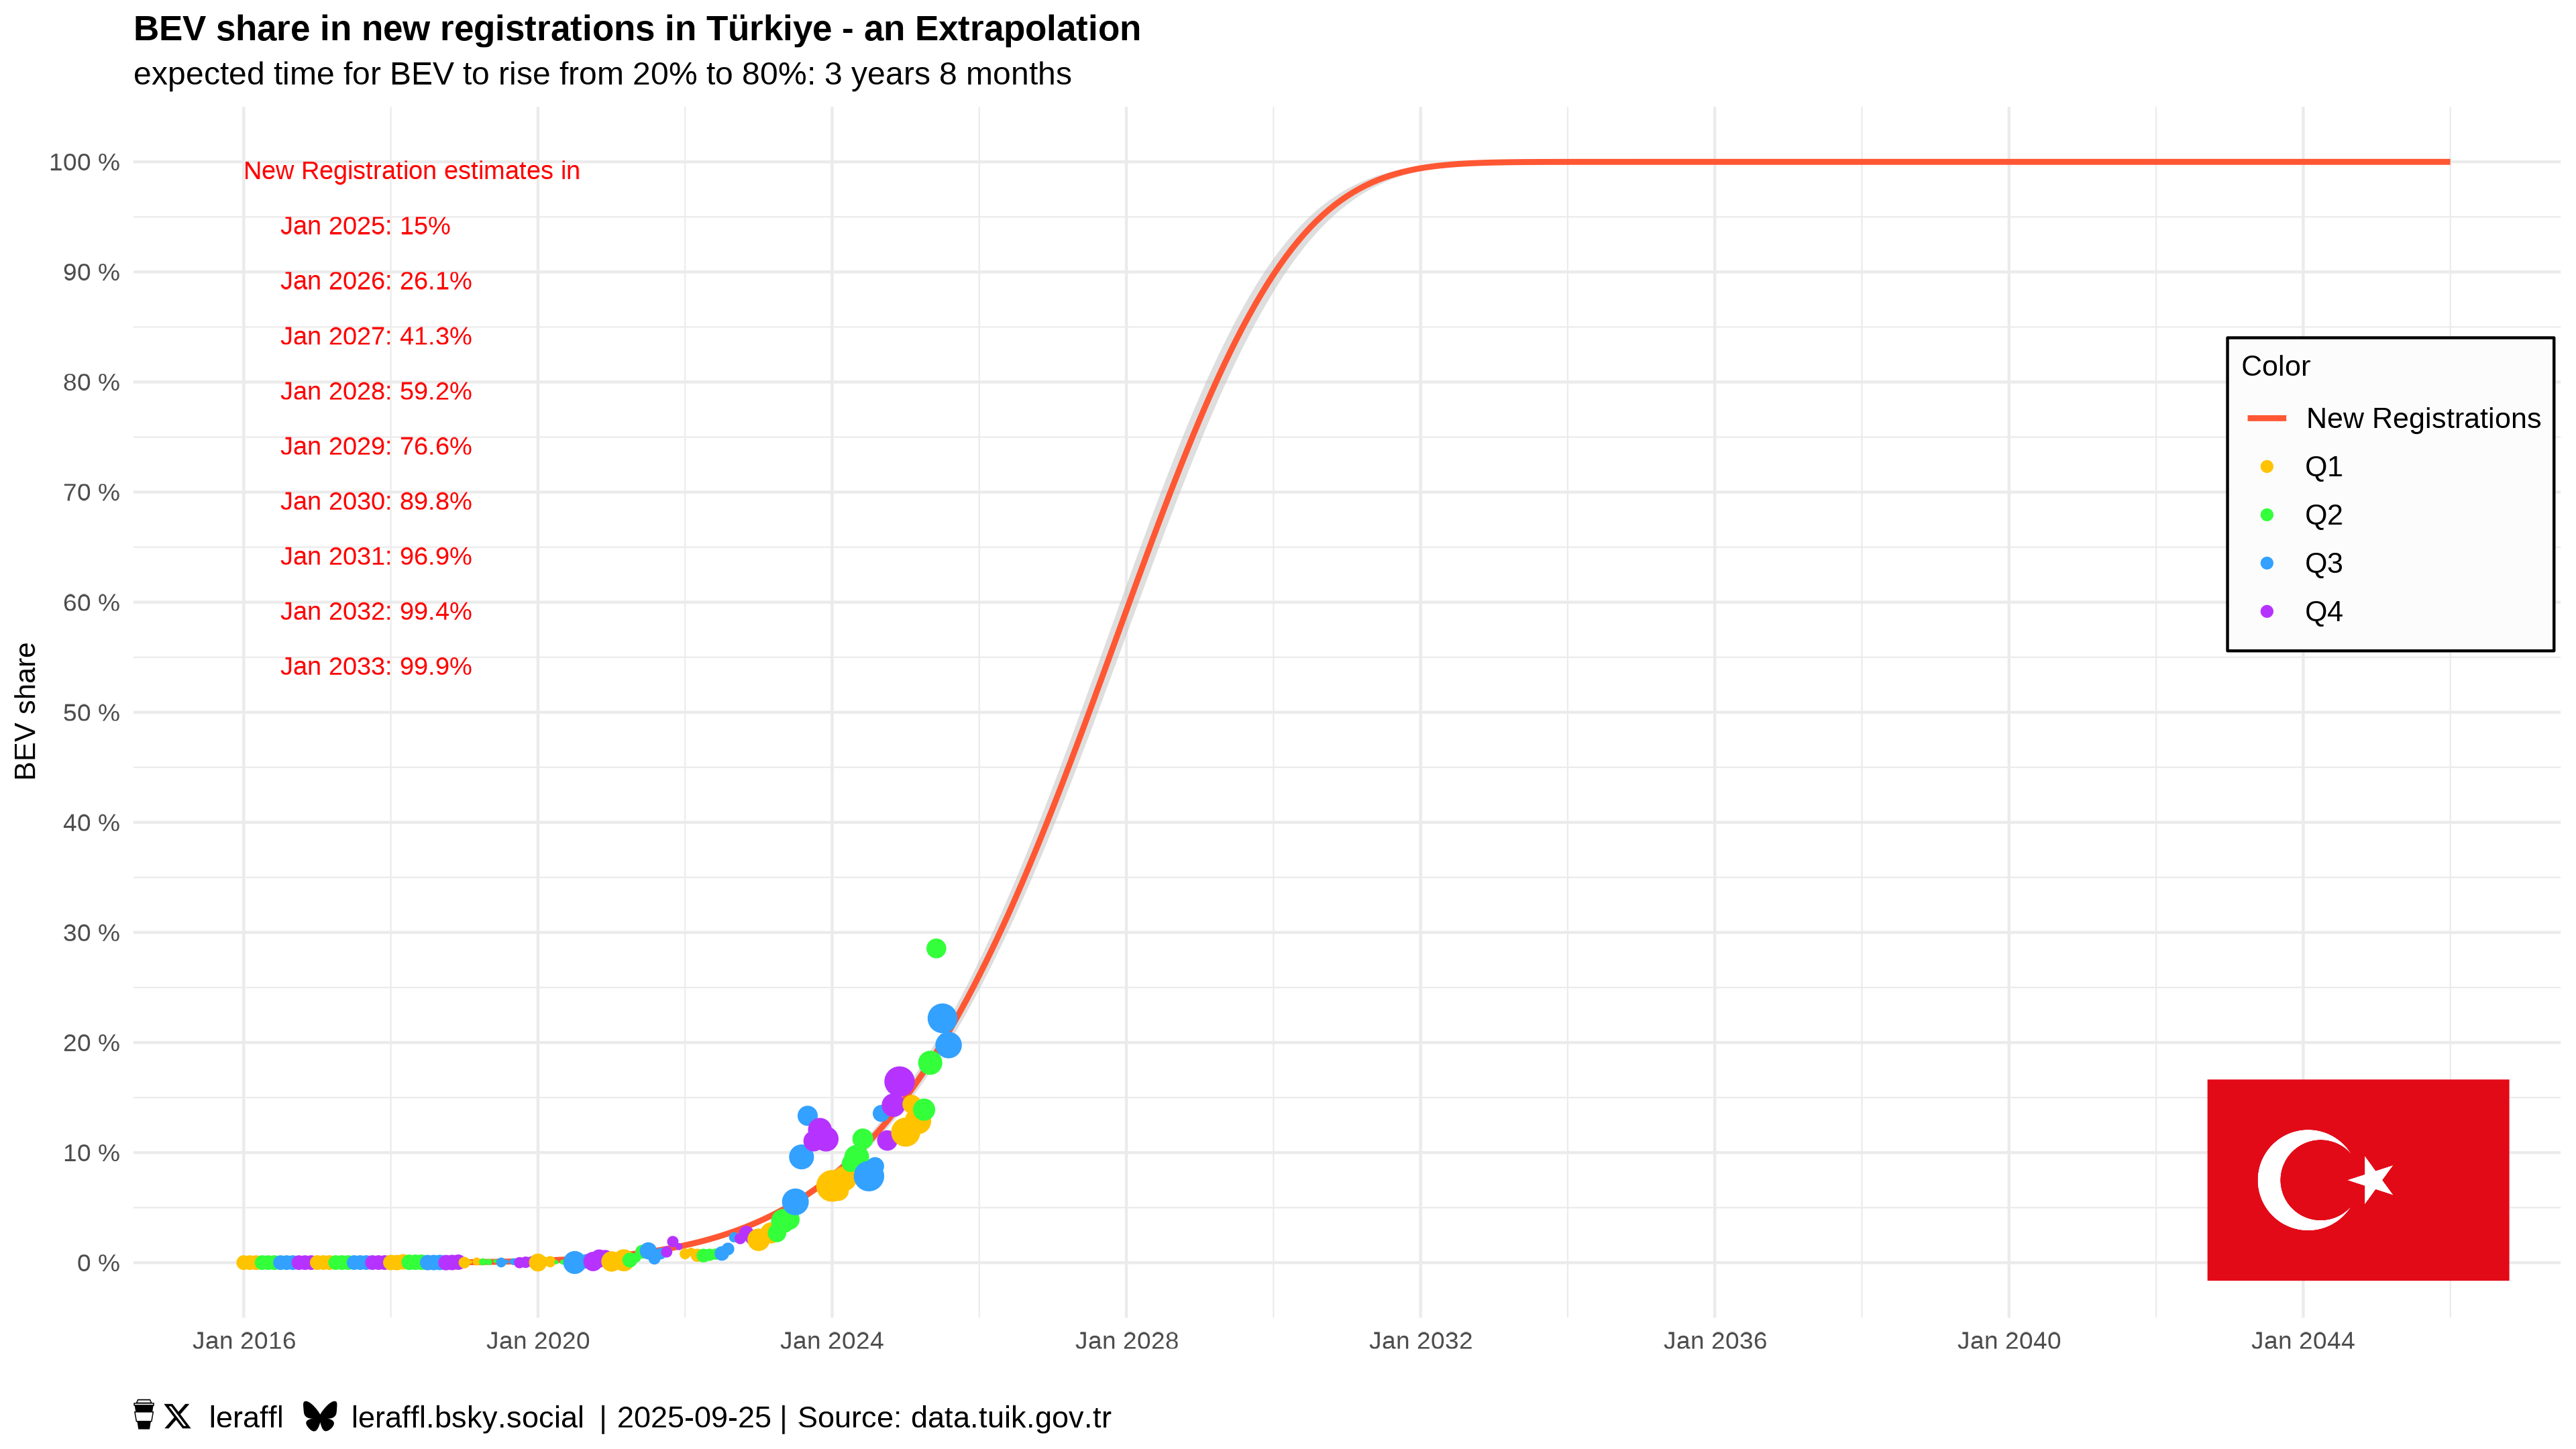 BEV share in new registrations in Türkiye - an Extrapolation
expected time for BEV to rise from 20% to 80%: 3 years 8 months
BEV share
100 %
90 %
80 %
70 %
60 %
50 %
40 %
30 %
20 %
10 %
0 %
New Registration estimates in
Jan 2025: 15%
Jan 2026: 26.1%
Jan 2027: 41.3%
Jan 2028: 59.2%
Jan 2029: 76.6%
Jan 2030: 89.8%
Jan 2031: 96.9%
Jan 2032: 99.4%
Jan 2033: 99.9%
Color
New Registrations
Q1
Q2
Q3
Q4
Jan 2016 Jan 2020 Jan 2024 Jan 2028 Jan 2032 Jan 2036 Jan 2040 Jan 2044
leraffl leraffl.bsky.social | 2025-09-25 | Source: data.tuik.gov.tr